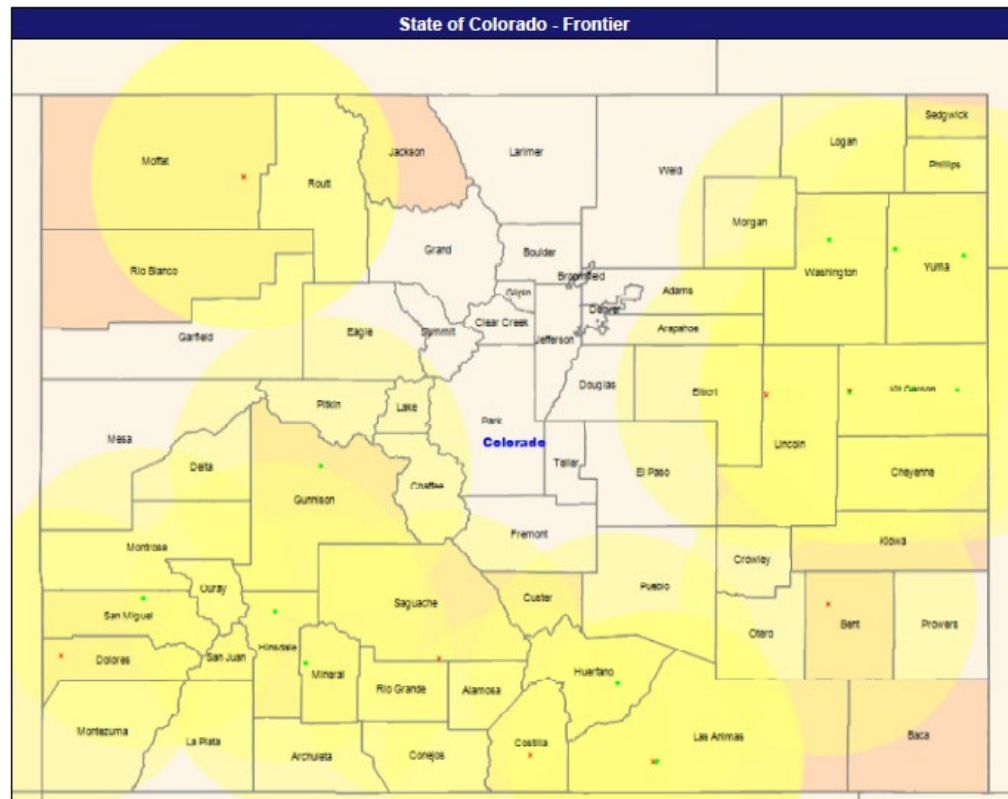 State of Colorado - Frontier
Sedgwick
Logan
Moffat
Jackson
Larimer
Weld
Phillips
Routt
Morgan
Grand
Boulder
Rio Blanco
Broomfield
Washington
Yuma
Gilpin
Adams
Denver
Eagle
Summit
Clear Creek
Arapahoe
Garfield
Jefferson
Douglas
Elbert
Kit Carson
Pitkin
Lake
Park
Mesa
Colorado
Lincoln
Delta
Teller
El Paso
Cheyenne
Gunnison
Chaffee
Fremont
Kiowa
Montrose
Crowley
Ouray
Pueblo
Custer
Saguache
San Miguel
Bent
Prowers
Otero
Hinsdale
San Juan
Dolores
Mineral
Huerfano
Rio Grande
Alamosa
Montezuma
La Plata
Costilla
Las Animas
Baca
Archuleta
Conejos